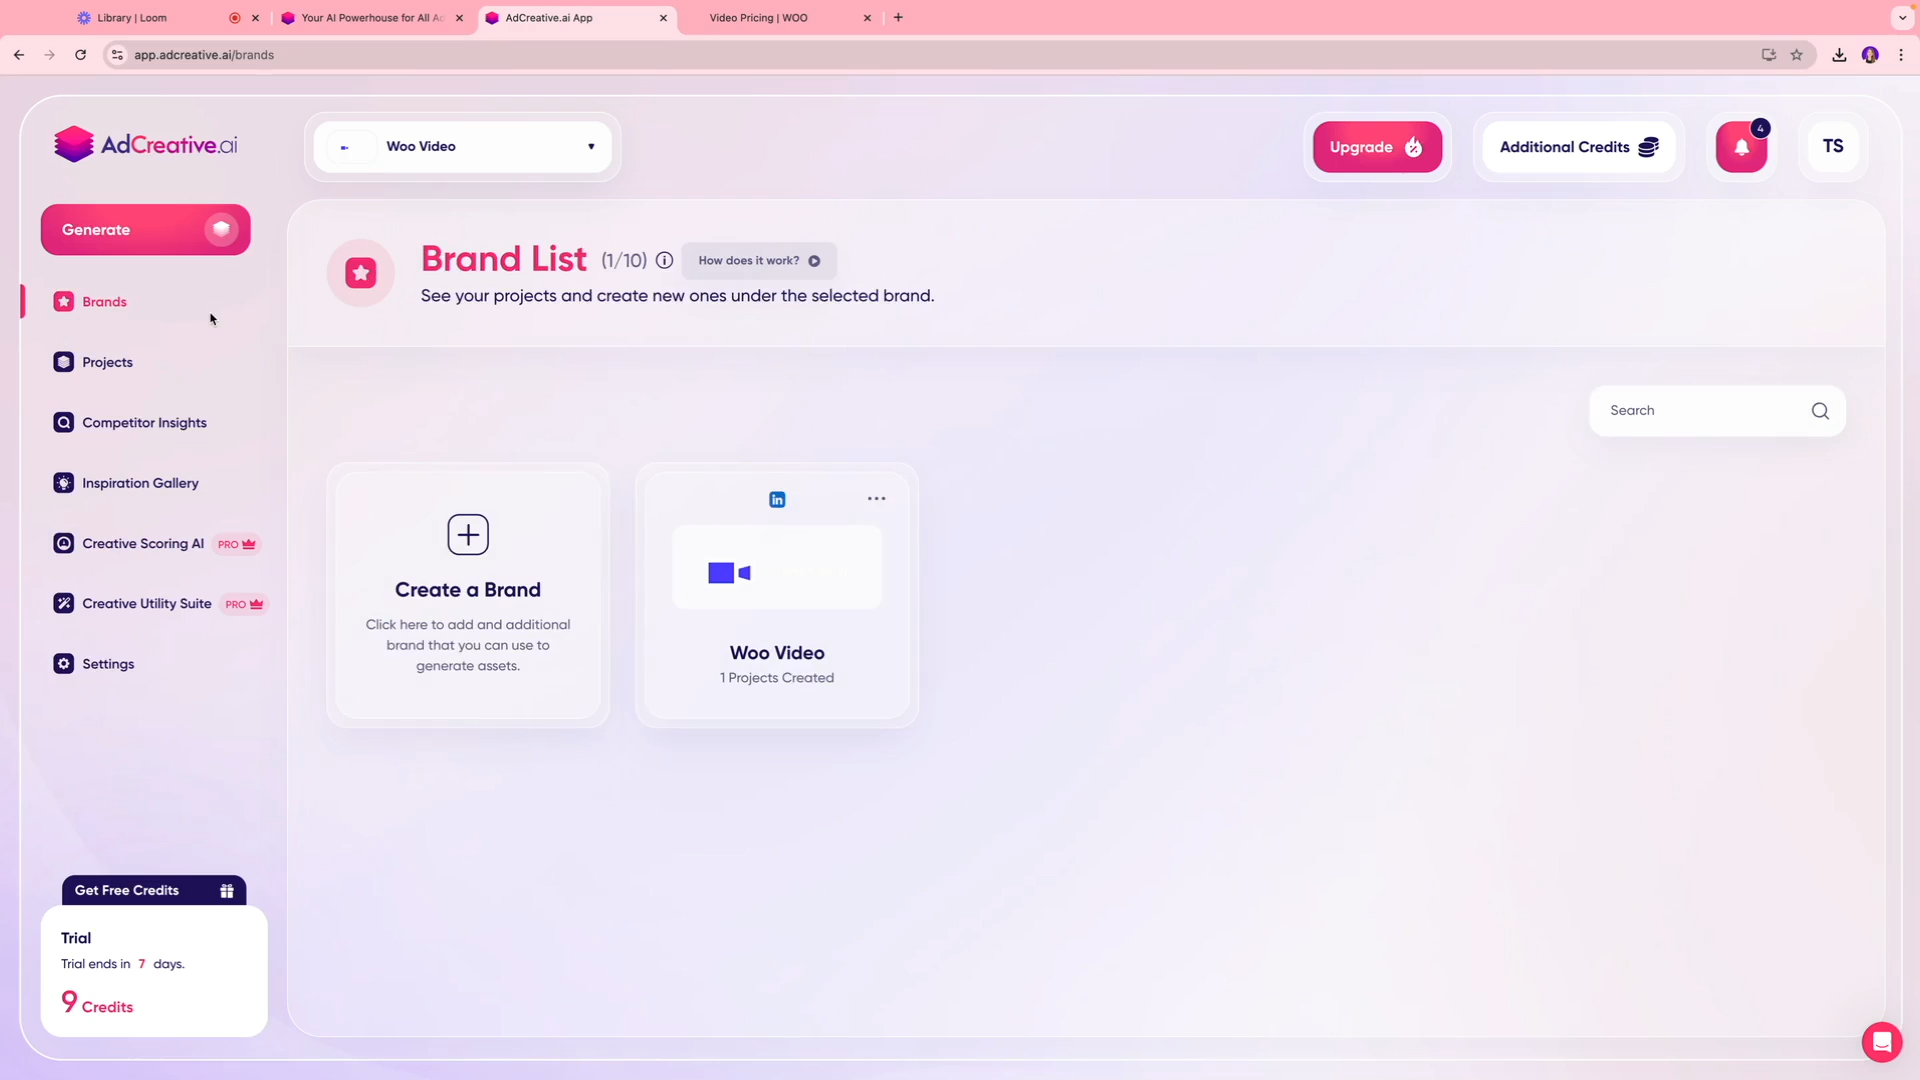 Library | Loom
Your AI Powerhouse for All Ad
AdCreative.ai App
Video Pricing | WOO
app.adcreative.ai/brands
AdCreative.ai
Woo Video
Upgrade
Additional Credits
4
TS
Generate
Brand List (1/10)
How does it work?
See your projects and create new ones under the selected brand.
Brands
Projects
Competitor Insights
Inspiration Gallery
Creative Scoring AI PRO
Creative Utility Suite PRO
Settings
Search
in
Create a Brand
Click here to add and additional
brand that you can use to
generate assets.
Woo Video
1 Projects Created
Get Free Credits
Trial
Trial ends in 7 days.
9 Credits